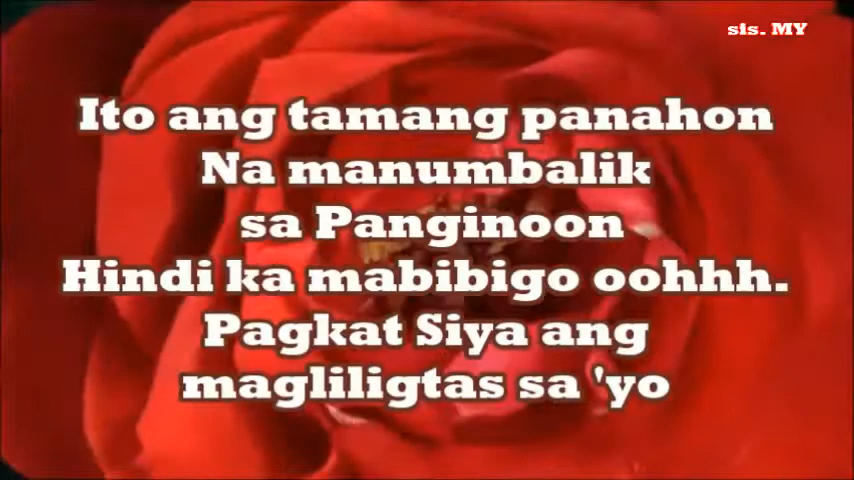 sis. MY
Ito ang tamang panahon
Na manumbalik
sa Panginoon
Hindi ka mabibigo oohhh.
Pagkat Siya ang
magliligtas sa 'yo